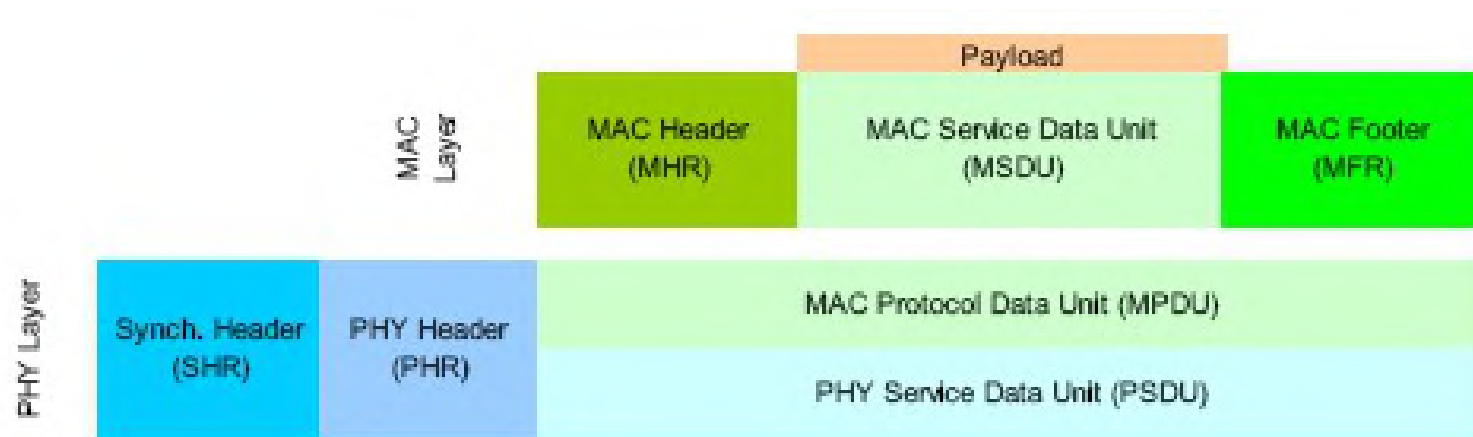 Payload
MAC
Layer
MAC Header
(MHR)
MAC Service Data Unit
(MSDU)
MAC Footer
(MFR)
PHY Layer
Synch. Header
(SHR)
PHY Header
(PHR)
MAC Protocol Data Unit (MPDU)
PHY Service Data Unit (PSDU)